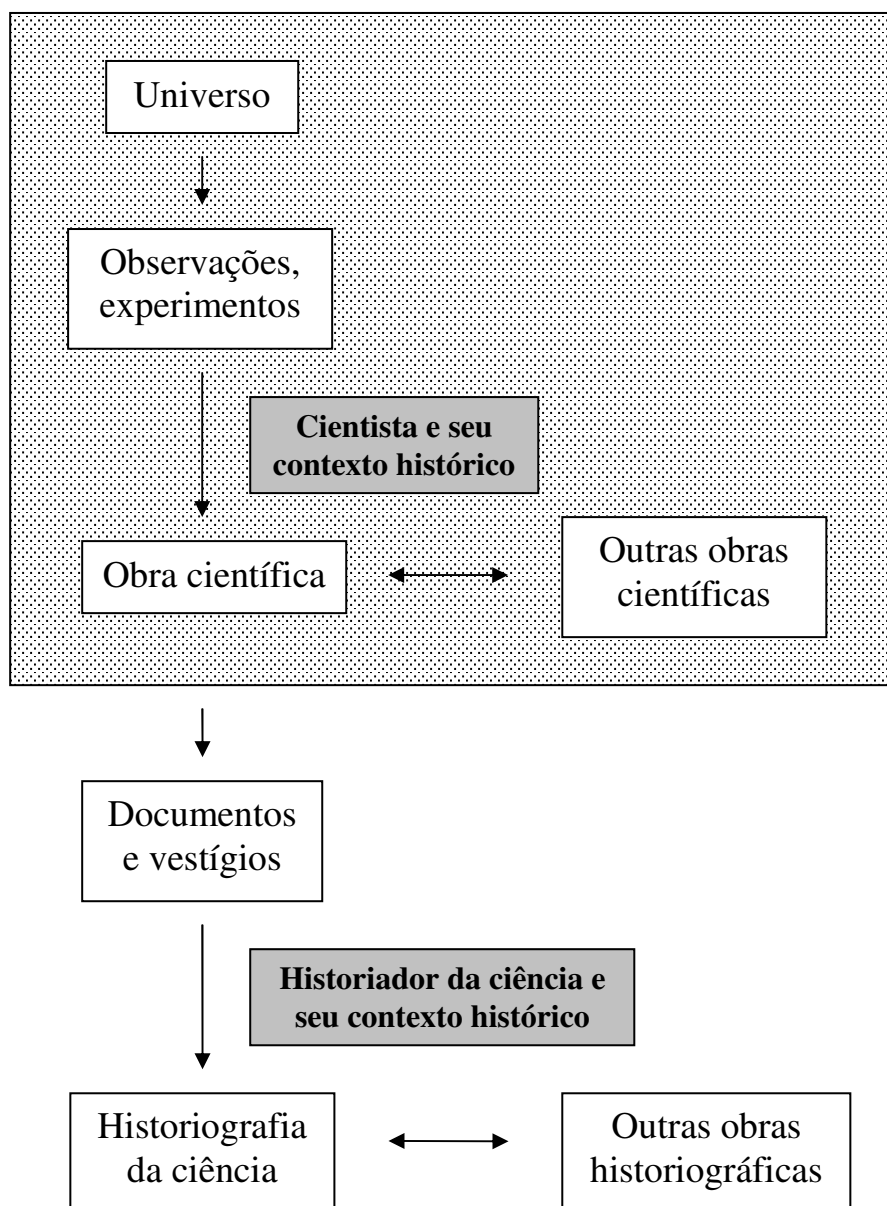 Universo
Observações,
experimentos
Cientista e seu
contexto histórico
Obra científica
Outras obras
científicas
Documentos
e vestígios
Historiador da ciência e
seu contexto histórico
Historiografia
da ciência
Outras obras
historiográficas